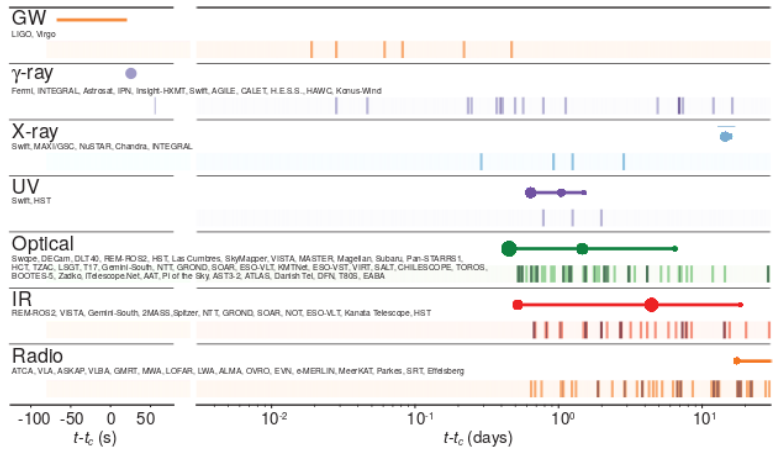 GW
LIGO, Virgo
γ-ray
Fermi, INTEGRAL, Astrosat, IPN, Insight-HXMT, Swift, AGILE, CALET, H.E.S.S., HAWC, Konus-Wind
X-ray
Swift, MAXI/GSC, NuSTAR, Chandra, INTEGRAL
UV
Swift, HST
Optical
Swope, DECam, DLT40, REM-ROS2, HST, Las Cumbres, SkyMapper, VISTA, MASTER, Magellan, Subaru, Pan-STARRS1,
HCT, TZAC, LSGT, T17, Gemini-South, NTT, GROND, SOAR, ESO-VLT, KMTNet, ESO-VST, VIRT, SALT, CHILESCOPE, TOROS,
BOOTES-5, Zadko, iTelescope.Net, AAT, Pi of the Sky, AST3-2, ATLAS, Danish Tel, DFN, T80S, EABA
IR
REM-ROS2, VISTA, Gemini-South, 2MASS,Spitzer, NTT, GROND, SOAR, NOT, ESO-VLT, Kanata Telescope, HST
Radio
ATCA, VLA, ASKAP, VLBA, GMRT, MWA, LOFAR, LWA, ALMA, OVRO, EVN, e-MERLIN, MeerKAT, Parkes, SRT, Effelsberg
-100 -50 0 50 10⁻² 10⁻¹ 10⁰ 10¹
t-t_c (s) t-t_c (days)